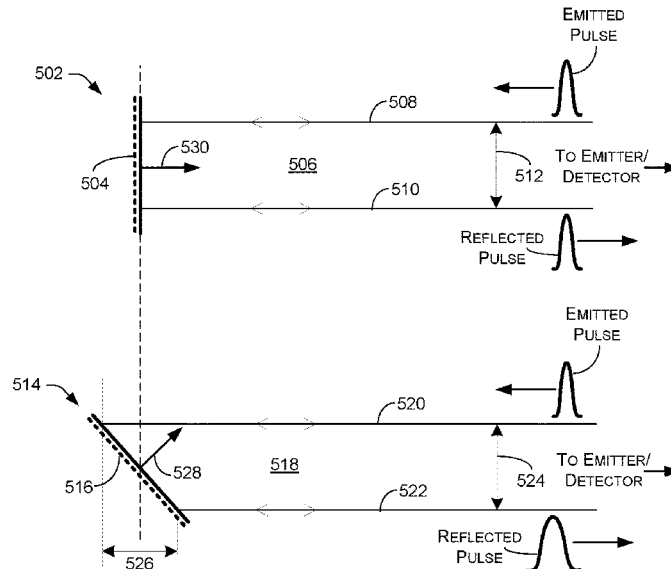 EMITTED
PULSE
502
508
530
504
506
512
TO EMITTER/
DETECTOR
510
REFLECTED
PULSE
EMITTED
PULSE
514
520
516
528
518
524
TO EMITTER/
DETECTOR
522
REFLECTED
PULSE
526